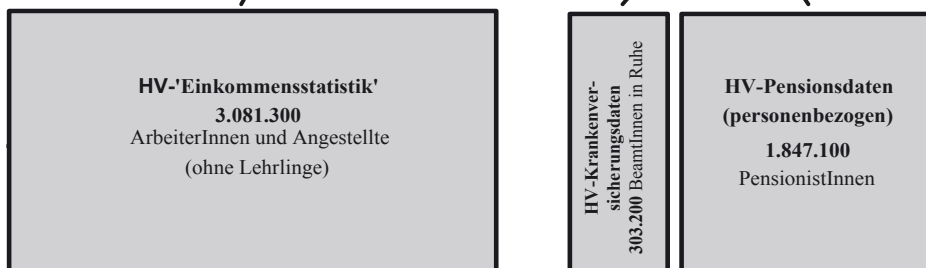 HV-'Einkommensstatistik'
3.081.300
ArbeiterInnen und Angestellte
(ohne Lehrlinge)
HV-Krankenver-
sicherungsdaten
303.200 BeamtInnen in Ruhe
HV-Pensionsdaten
(personenbezogen)
1.847.100
PensionistInnen